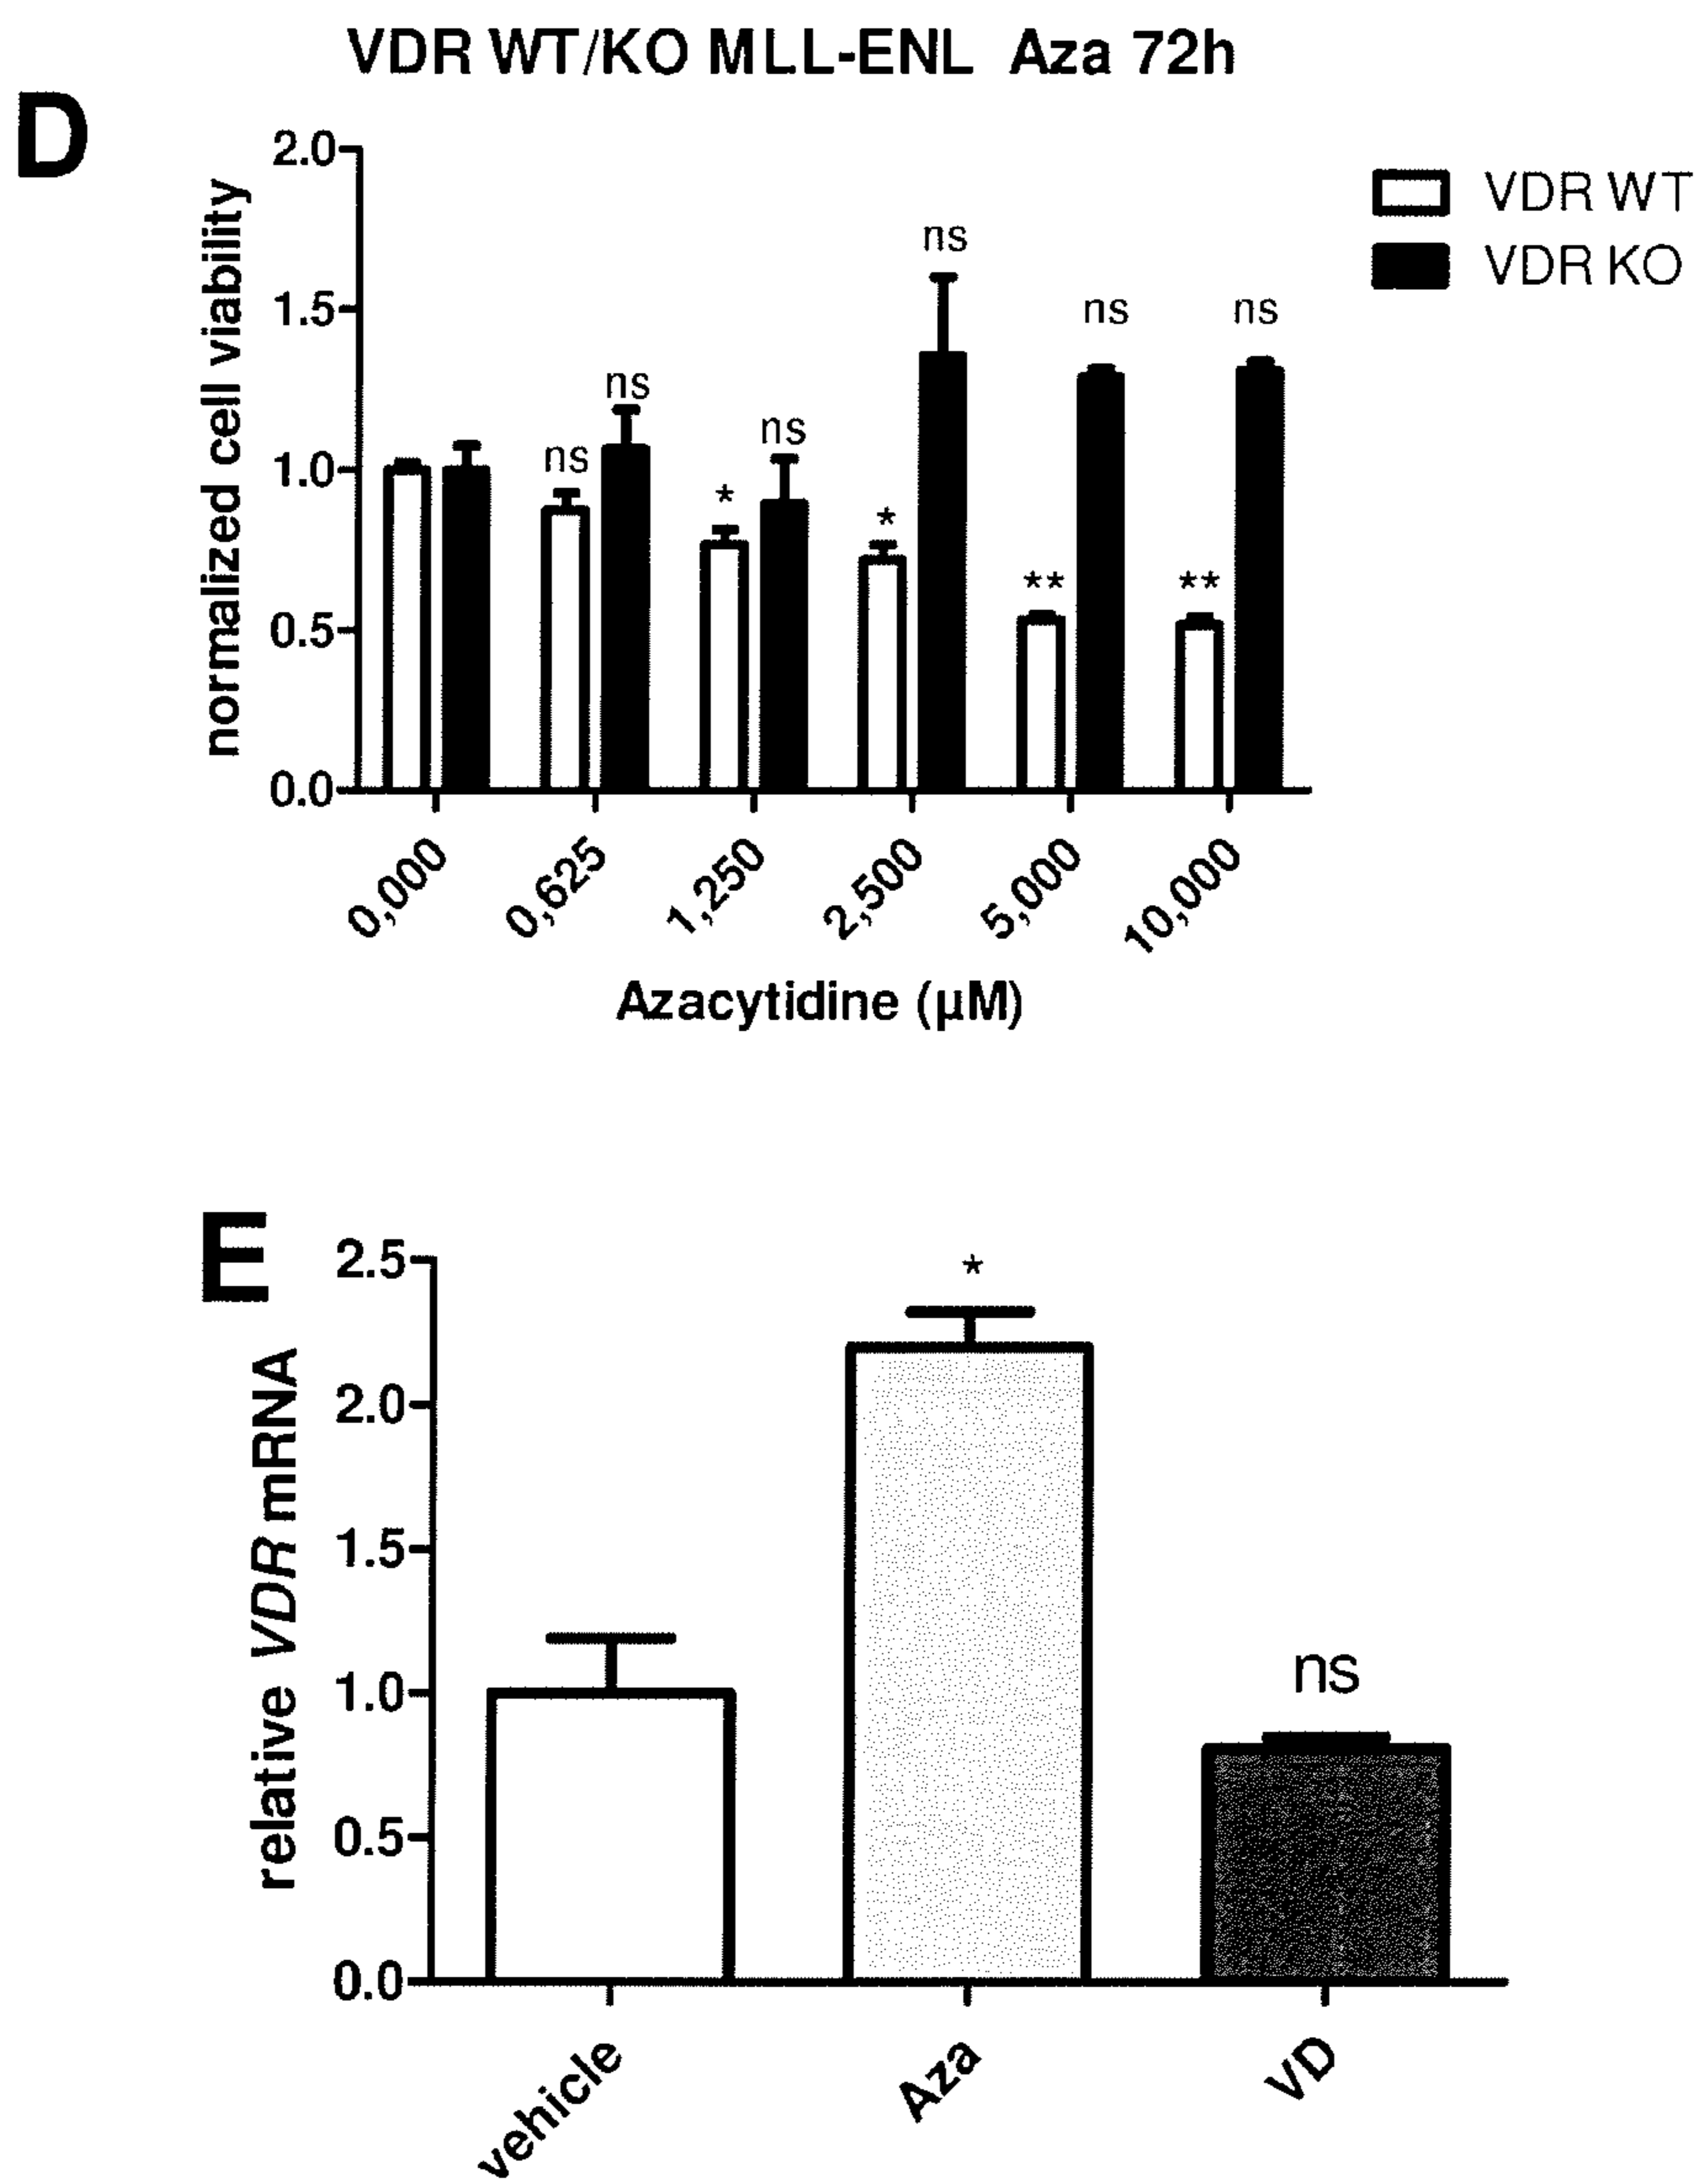 VDR WT/KO MLL-ENL Aza 72h
D
2.0
1.5
1.0
0.5
0.0
normalized cell viability
VDR WT
VDR KO
ns
ns
*
ns
*
ns
**
ns
**
ns
0,000
0,625
1,250
2,500
5,000
10,000
Azacytidine (µM)
E
2.5
2.0
1.5
1.0
0.5
0.0
relative VDR mRNA
*
ns
vehicle
Aza
VD